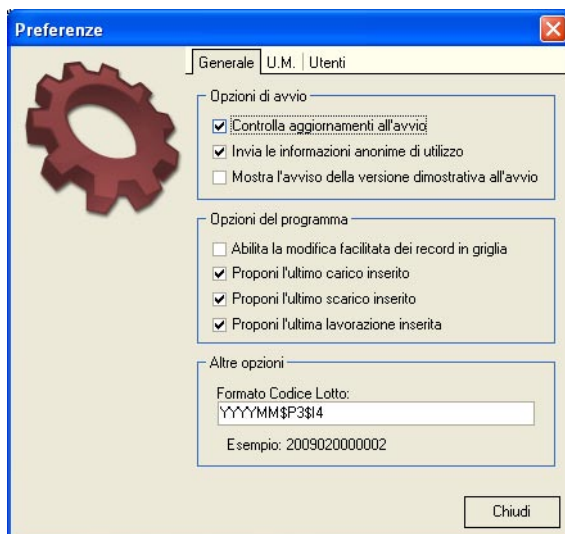 Preferenze
Generale U.M. Utenti
Opzioni di avvio
Controlla aggiornamenti all'avvio
Invia le informazioni anonime di utilizzo
Mostra l'avviso della versione dimostrativa all'avvio
Opzioni del programma
Abilita la modifica facilitata dei record in griglia
Proponi l'ultimo carico inserito
Proponi l'ultimo scarico inserito
Proponi l'ultima lavorazione inserita
Altre opzioni
Formato Codice Lotto:
YYYYMM$P3$I4
Esempio: 2009020000002
Chiudi